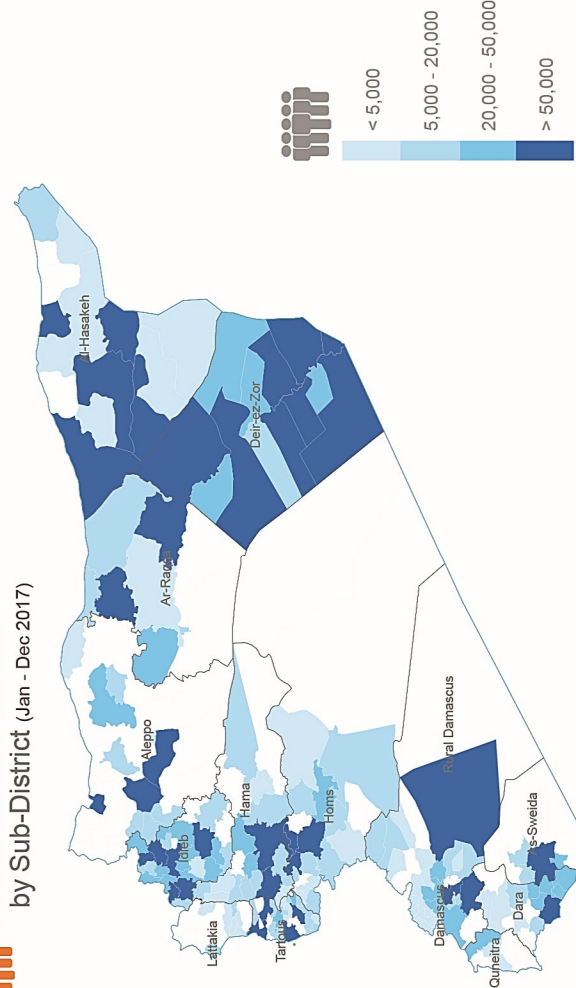 by Sub-District (Jan - Dec 2017)
Al-Hasakeh
Aleppo
Ar-Raqqa
Idleb
Lattakia
Hama
Deir-ez-Zor
Tartous
Homs
Damascus
Rural Damascus
Quneitra
Dara
s-Sweida
< 5,000
5,000 - 20,000
20,000 - 50,000
> 50,000